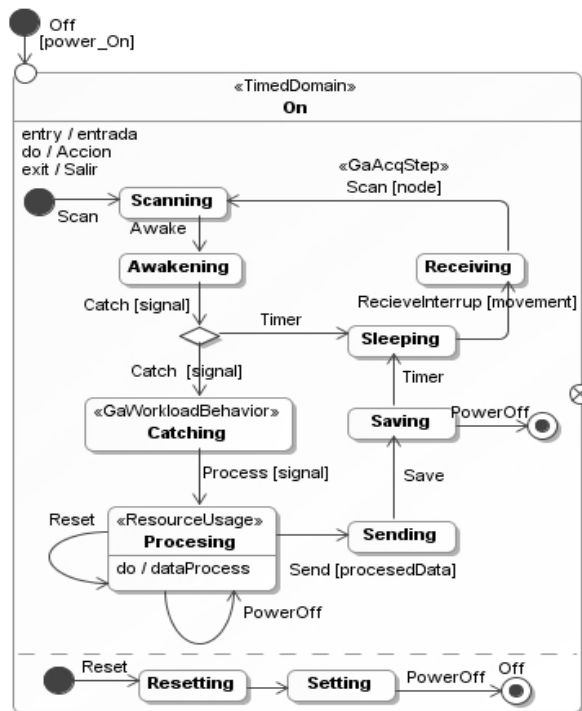 Off
[power_On]
«TimedDomain»
On
entry / entrada
do / Accion
exit / Salir
«GaAcqStep»
Scan [node]
Scanning
Scan
Awake
Awakening
Receiving
Catch [signal]
RecieveInterrup [movement]
Timer
Sleeping
Catch [signal]
Timer
«GaWorkloadBehavior»
Catching
Saving
PowerOff
Process [signal]
Save
Reset
«ResourceUsage»
Procesing
do / dataProcess
Sending
Send [procesedData]
PowerOff
Reset
Resetting
Setting
PowerOff
Off